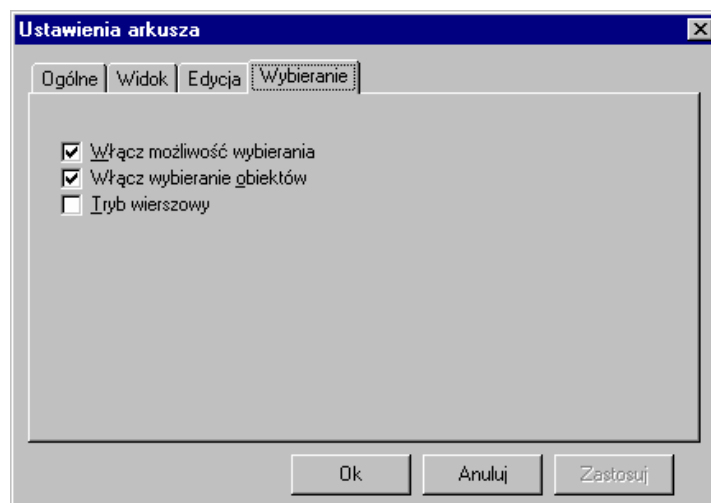 Ustawienia arkusza
Ogólne Widok Edycja Wybieranie
Włącz możliwość wybierania
Włącz wybieranie obiektów
Tryb wierszowy
Ok Anuluj Zastosuj